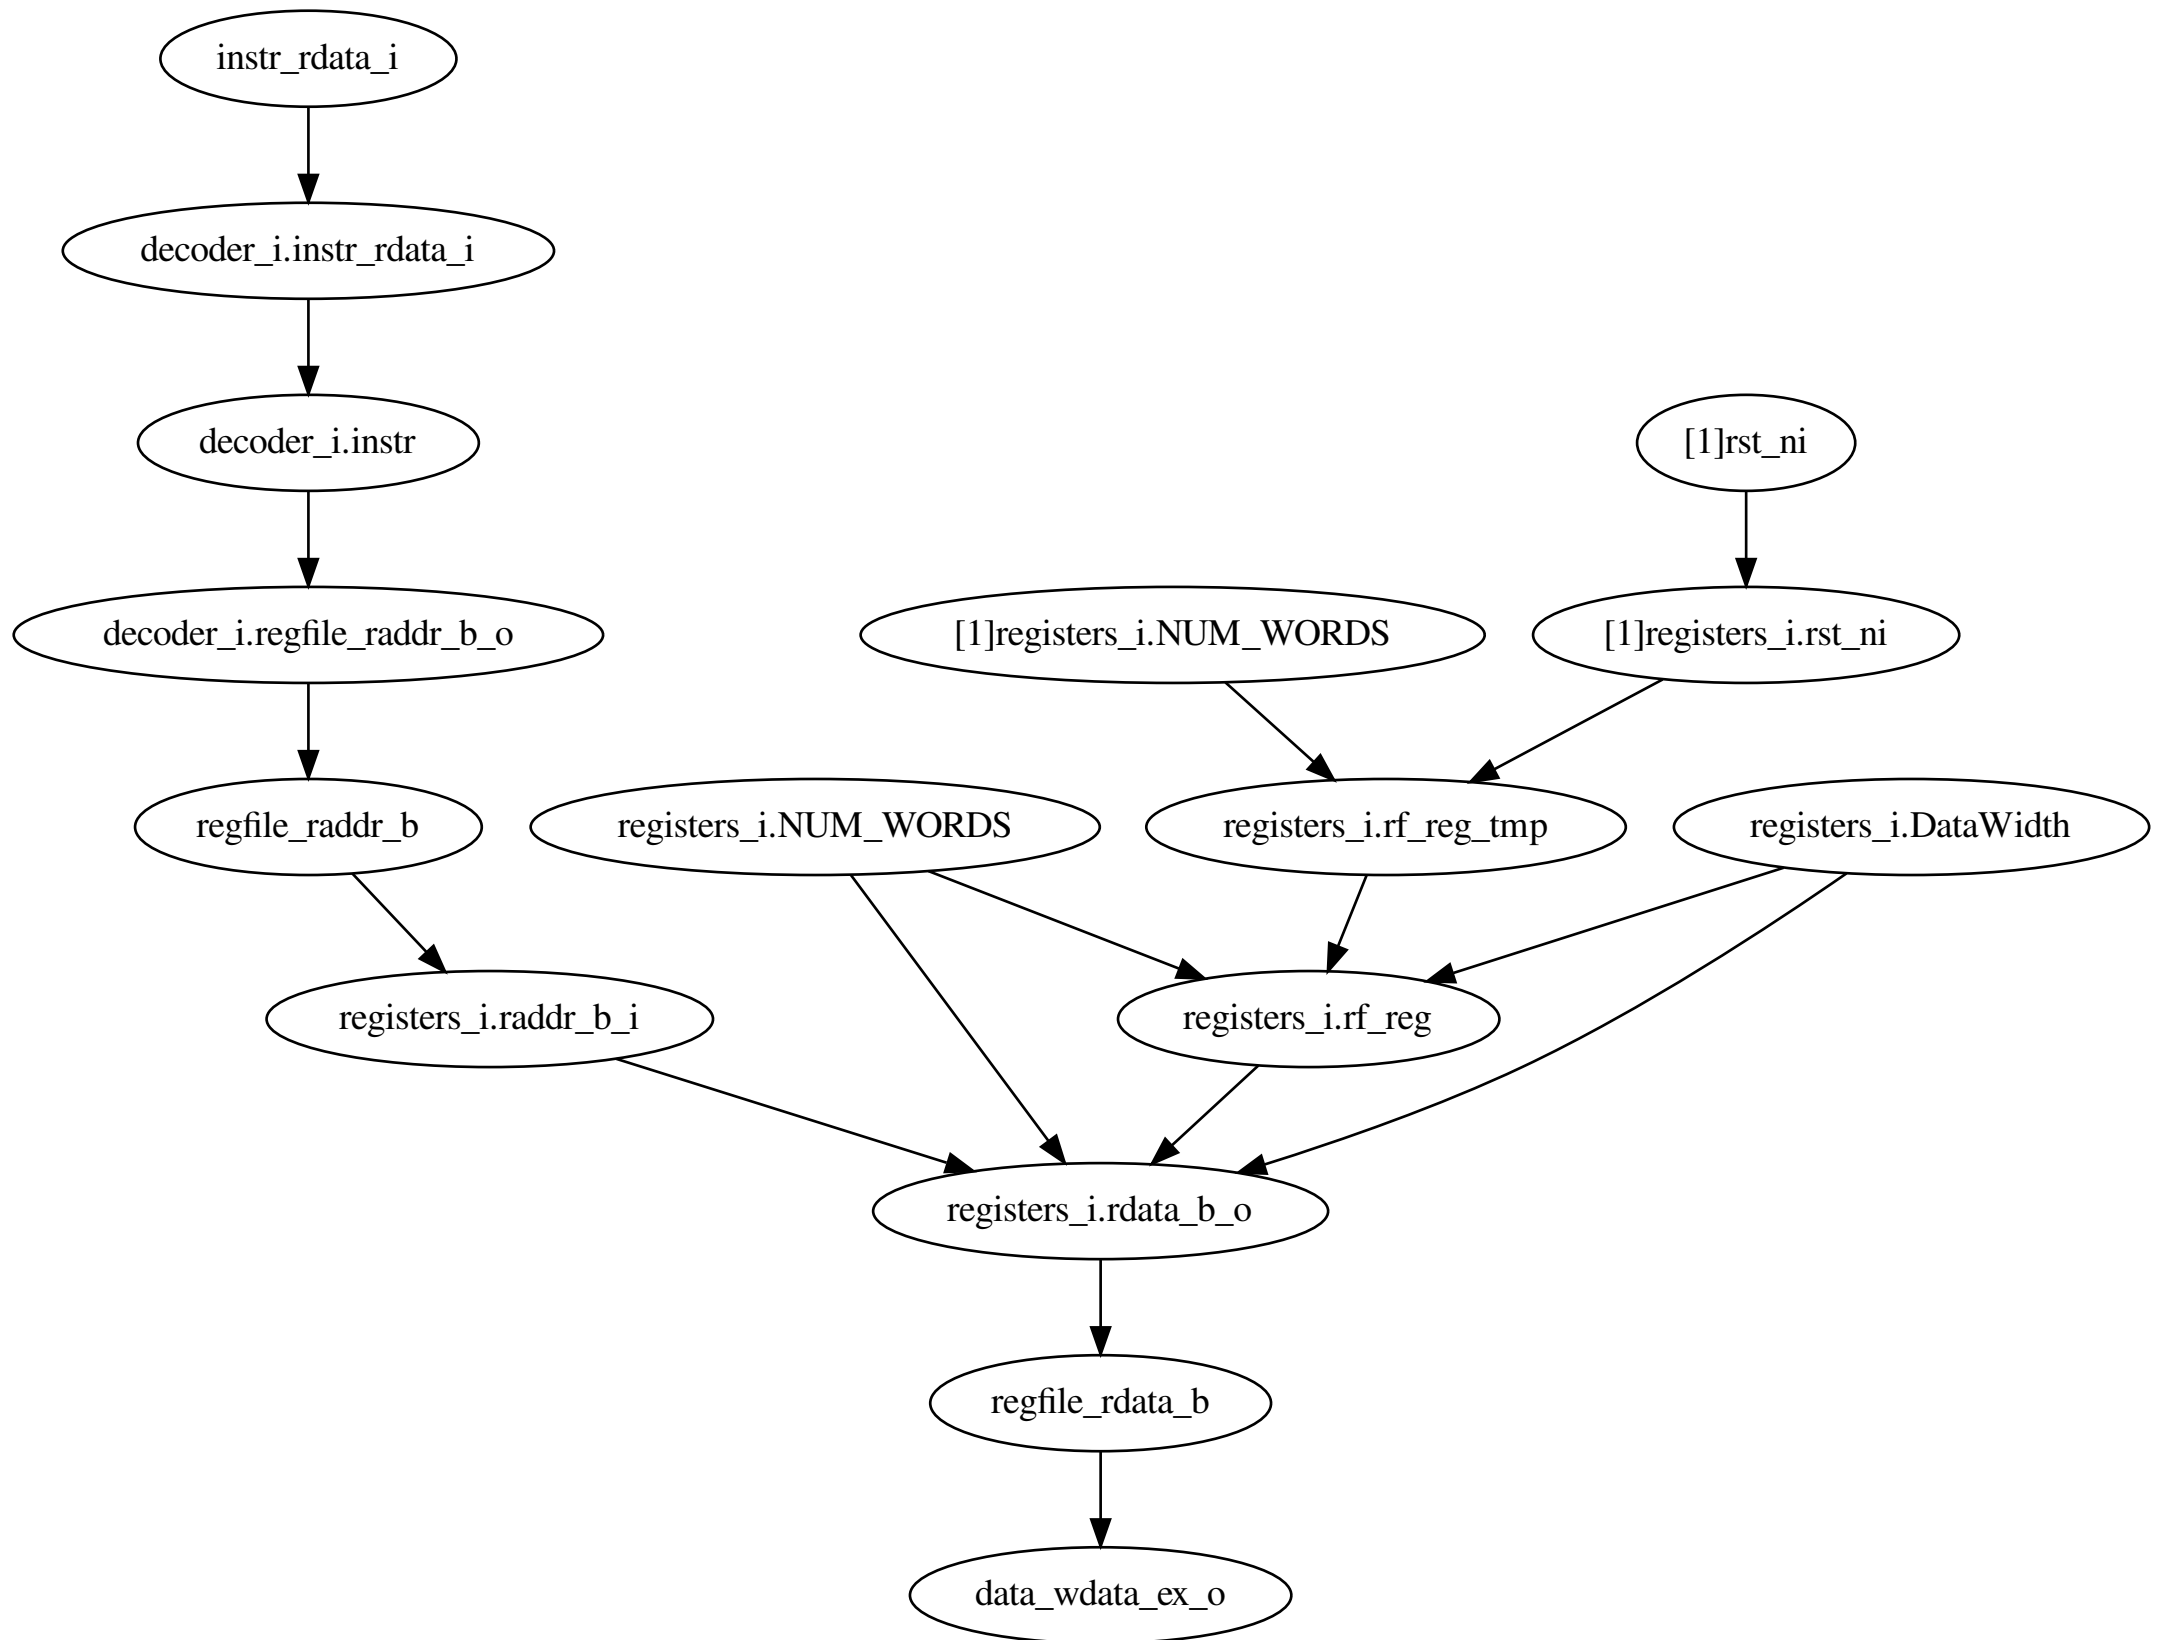 instr_rdata_i
decoder_i.instr_rdata_i
decoder_i.instr
[1]rst_ni
decoder_i.regfile_raddr_b_o
[1]registers_i.NUM_WORDS
[1]registers_i.rst_ni
regfile_raddr_b
registers_i.NUM_WORDS
registers_i.rf_reg_tmp
registers_i.DataWidth
registers_i.raddr_b_i
registers_i.rf_reg
registers_i.rdata_b_o
regfile_rdata_b
data_wdata_ex_o